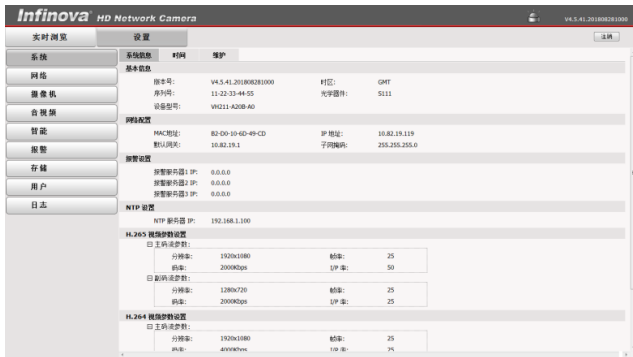 Infinova HD Network Camera
V4.5.41.201808281000
实时浏览 设置 注销
系统 系统信息 时间 维护
网络
摄像机
音视频
智能
报警
存储
用户
日志
基本信息
版本号: V4.5.41.201808281000 时区: GMT
序列号: 11-22-33-44-55 光学器件: S111
设备型号: VH211-A20B-A0
网络配置
MAC地址: B2-D0-10-6D-49-CD IP 地址: 10.82.19.119
默认网关: 10.82.19.1 子网掩码: 255.255.255.0
报警设置
报警服务器1 IP: 0.0.0.0
报警服务器2 IP: 0.0.0.0
报警服务器3 IP: 0.0.0.0
NTP 设置
NTP 服务器 IP: 192.168.1.100
H.265 视频参数设置
主码流参数:
分辨率: 1920x1080 帧率: 25
码率: 2000Kbps I/P 率: 50
副码流参数:
分辨率: 1280x720 帧率: 25
码率: 2000Kbps I/P 率: 25
H.264 视频参数设置
主码流参数:
分辨率: 1920x1080 帧率: 25
码率: 4000Kbps I/P 率: 25